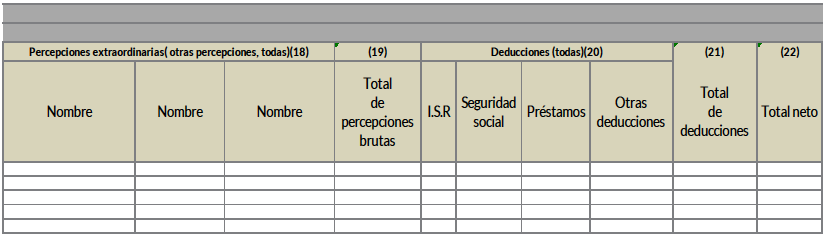 Percepciones extraordinarias( otras percepciones, todas)(18) (19) Deducciones (todas)(20) (21) (22)
Nombre Nombre Nombre Total de percepciones brutas I.S.R Seguridad social Préstamos Otras deducciones Total de deducciones Total neto